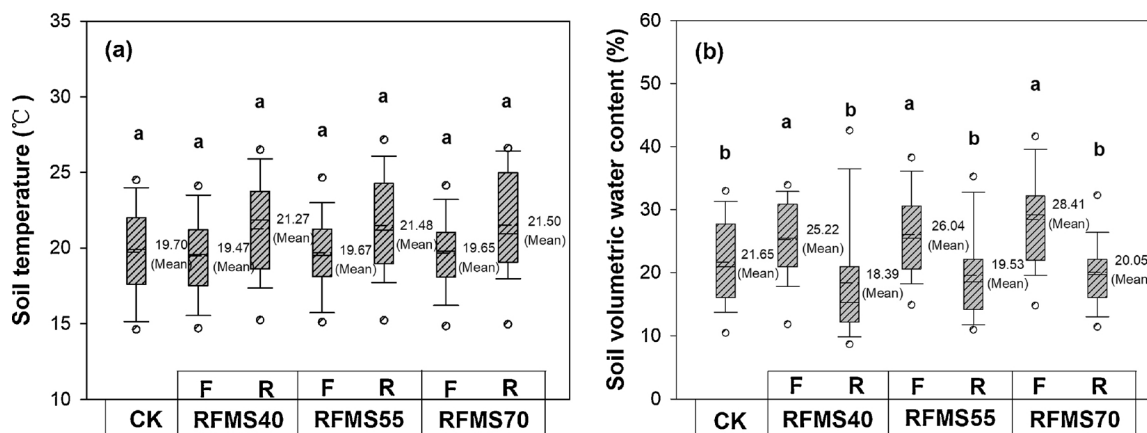 (a)
Soil temperature (℃)
35
30
25
20
15
10
a
a
a
a
a
a
a
19.70
(Mean)
19.47
(Mean)
21.27
(Mean)
19.67
(Mean)
21.48
(Mean)
19.65
(Mean)
21.50
(Mean)
F R F R F R
CK RFMS40 RFMS55 RFMS70
(b)
Soil volumetric water content (%)
60
50
40
30
20
10
0
b
a
b
a
b
a
b
21.65
(Mean)
25.22
(Mean)
18.39
(Mean)
26.04
(Mean)
19.53
(Mean)
28.41
(Mean)
20.05
(Mean)
F R F R F R
CK RFMS40 RFMS55 RFMS70